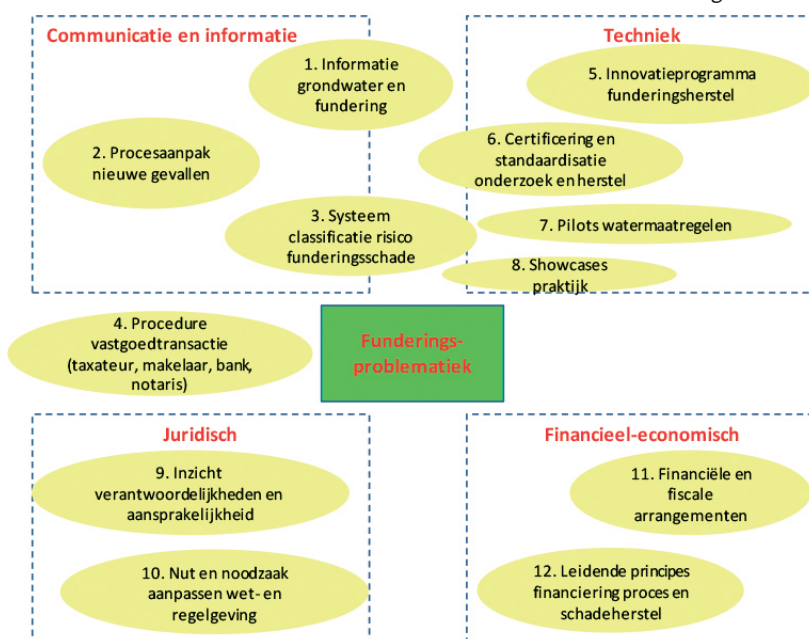 Communicatie en informatie
1. Informatie
grondwater en
fundering
2. Procesaanpak
nieuwe gevallen
3. Systeem
classificatie risico
funderingsschade
Techniek
5. Innovatieprogramma
funderingsherstel
6. Certificering en
standaardisatie
onderzoek en herstel
7. Pilots watermaatregelen
8. Showcases
praktijk
4. Procedure
vastgoedtransactie
(taxateur, makelaar, bank,
notaris)
Funderings-
problematiek
Juridisch
9. Inzicht
verantwoordelijkheden en
aansprakelijkheid
10. Nut en noodzaak
aanpassen wet- en
regelgeving
Financieel-economisch
11. Financiële en
fiscale
arrangementen
12. Leidende principes
financiering proces en
schadeherstel